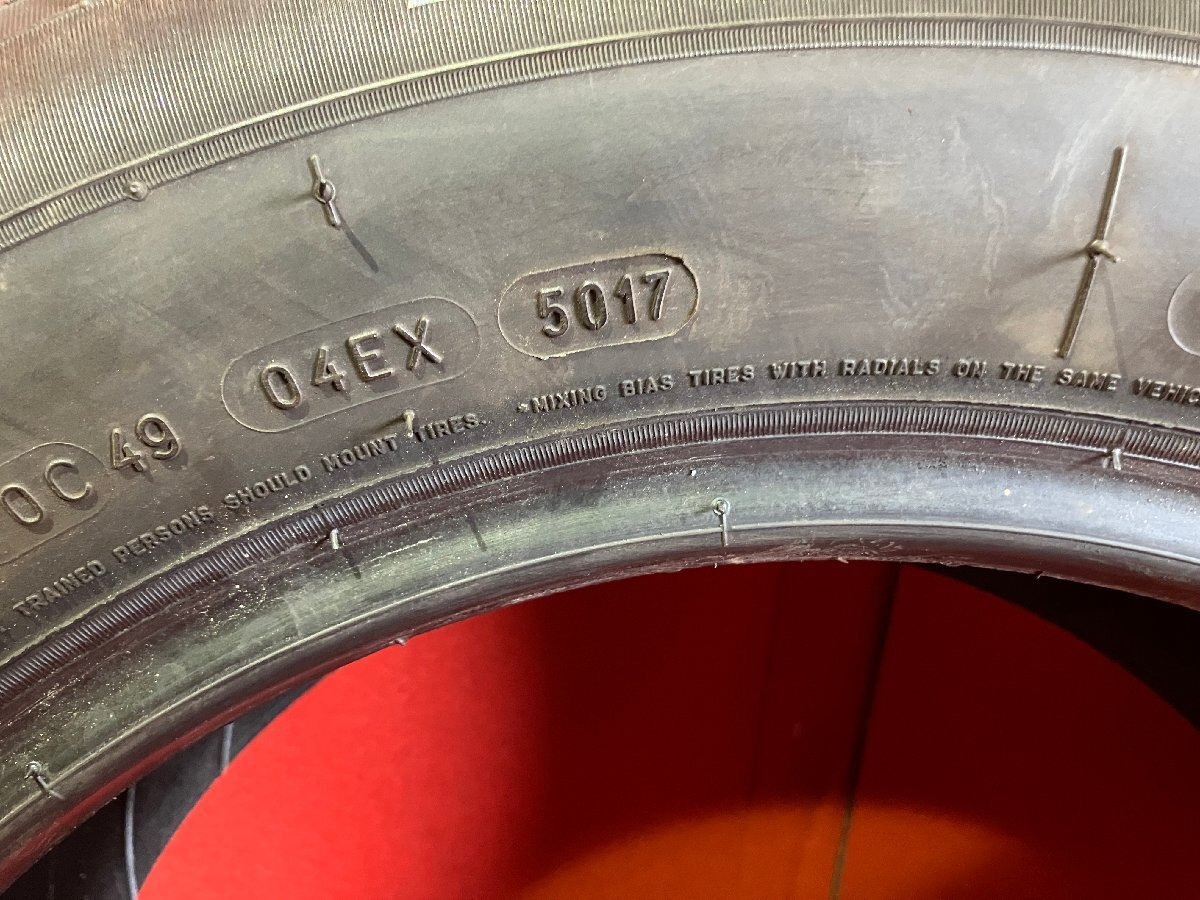 0C 49 04EX 5017
TRAINED PERSONS SHOULD MOUNT TIRES. •MIXING BIAS TIRES WITH RADIALS ON THE SAME VEHIC